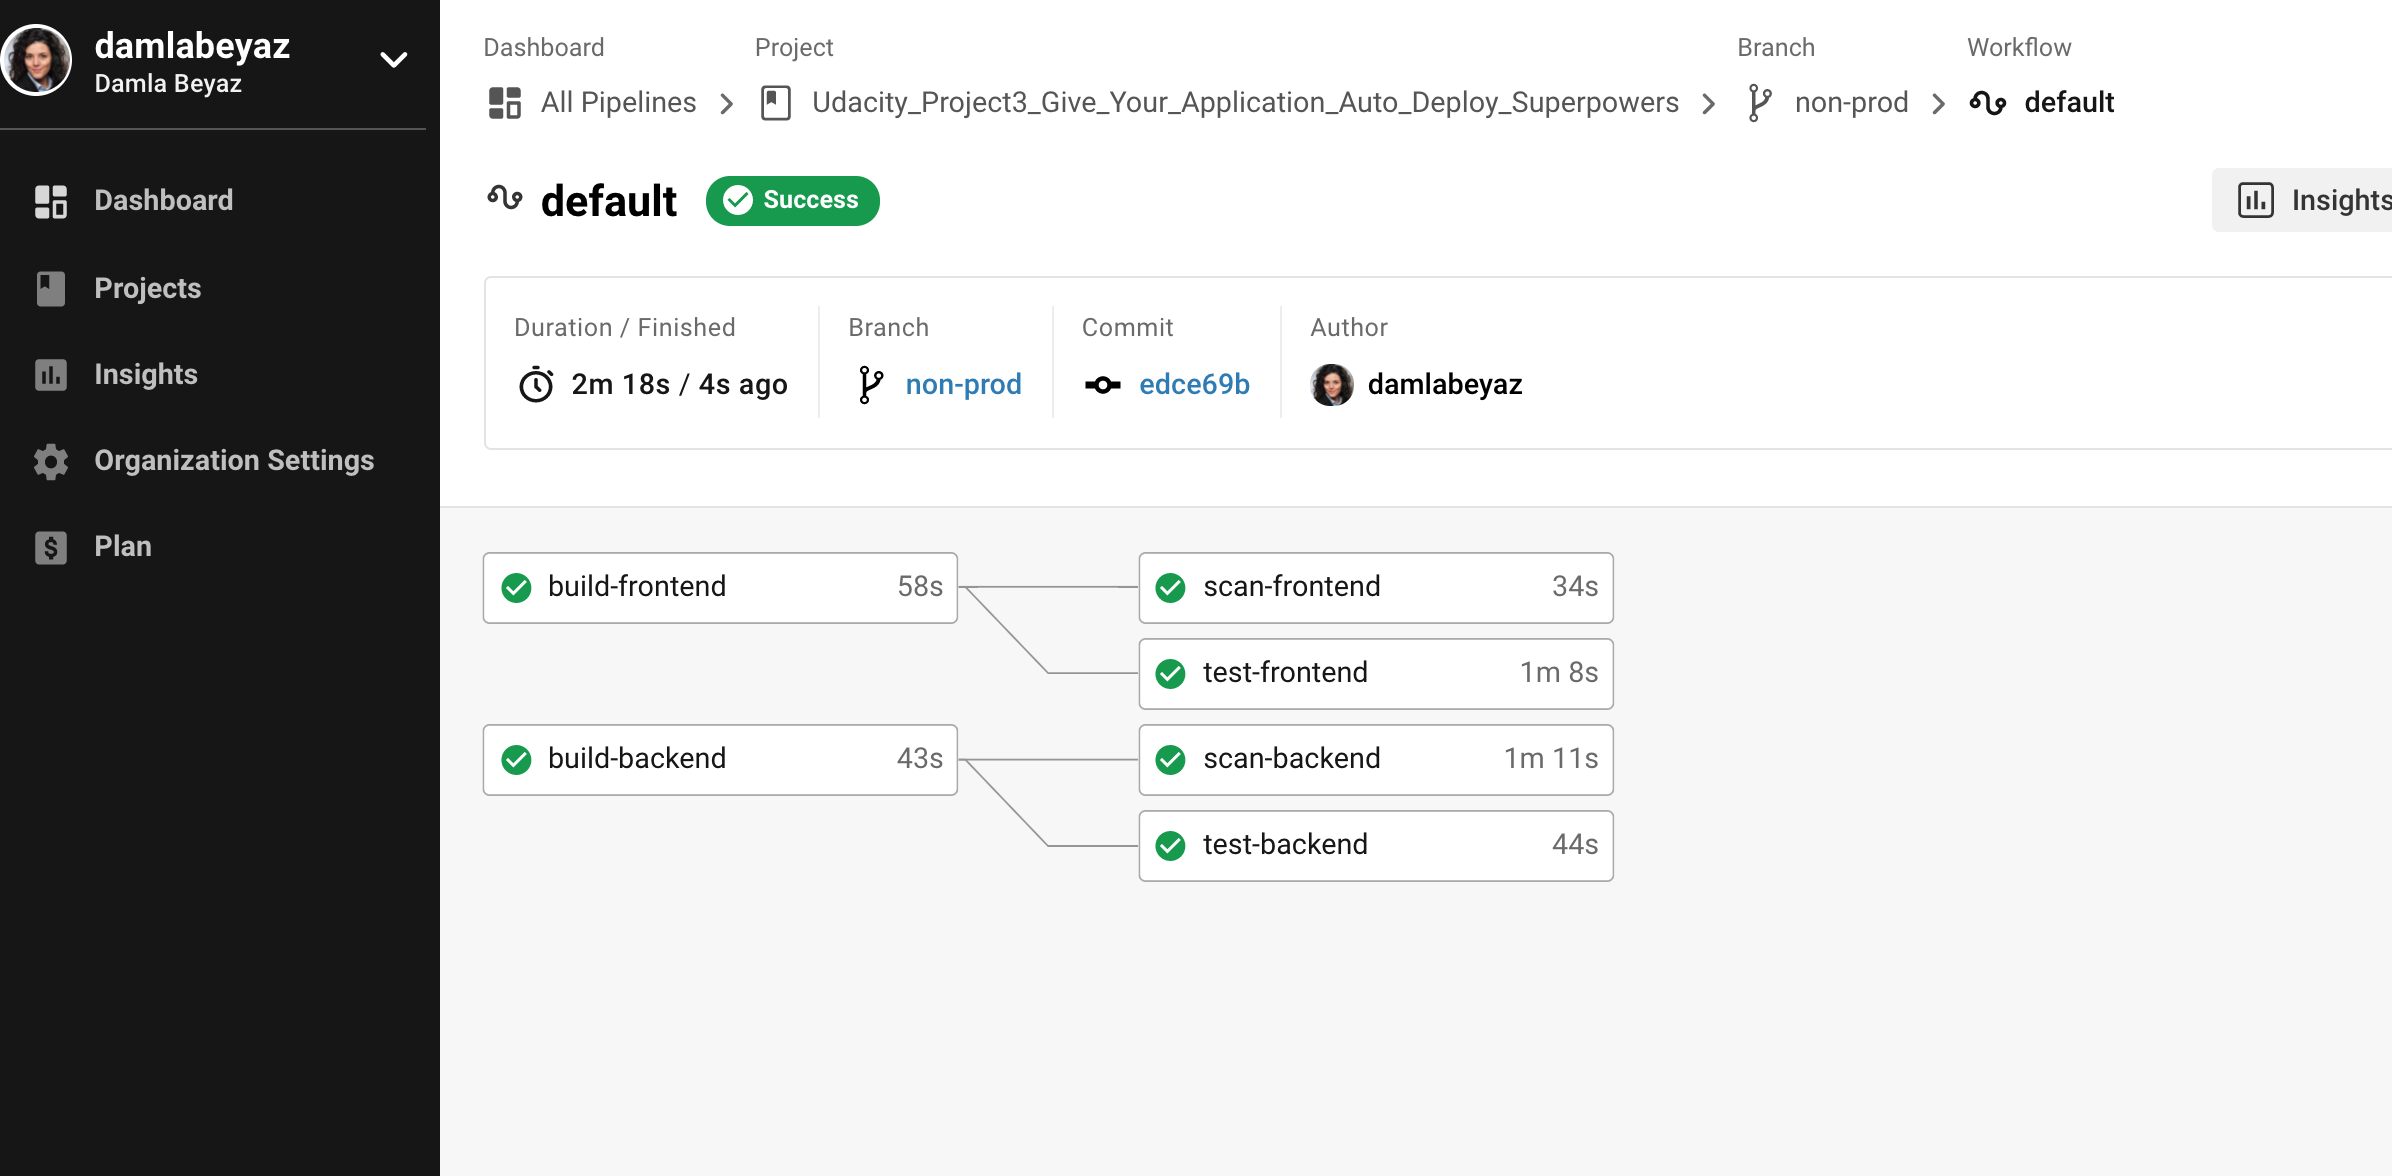 damlabeyaz
Damla Beyaz
Dashboard
Projects
Insights
Organization Settings
Plan
Dashboard Project Branch Workflow
All Pipelines Udacity_Project3_Give_Your_Application_Auto_Deploy_Superpowers non-prod default
default Success Insights
Duration / Finished Branch Commit Author
2m 18s / 4s ago non-prod edce69b damlabeyaz
build-frontend 58s scan-frontend 34s
test-frontend 1m 8s
build-backend 43s scan-backend 1m 11s
test-backend 44s